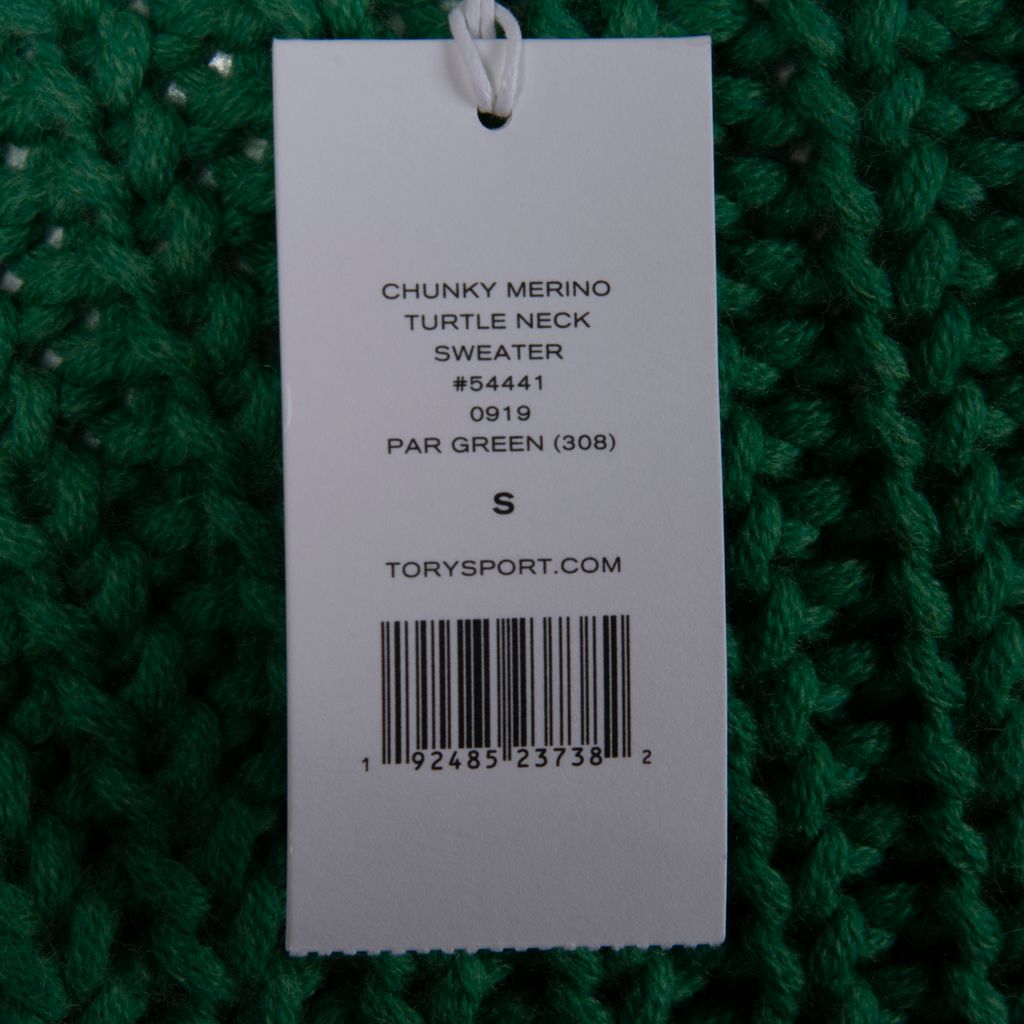 CHUNKY MERINO
TURTLE NECK
SWEATER
#54441
0919
PAR GREEN (308)
S
TORYSPORT.COM
1 92485 23738 2